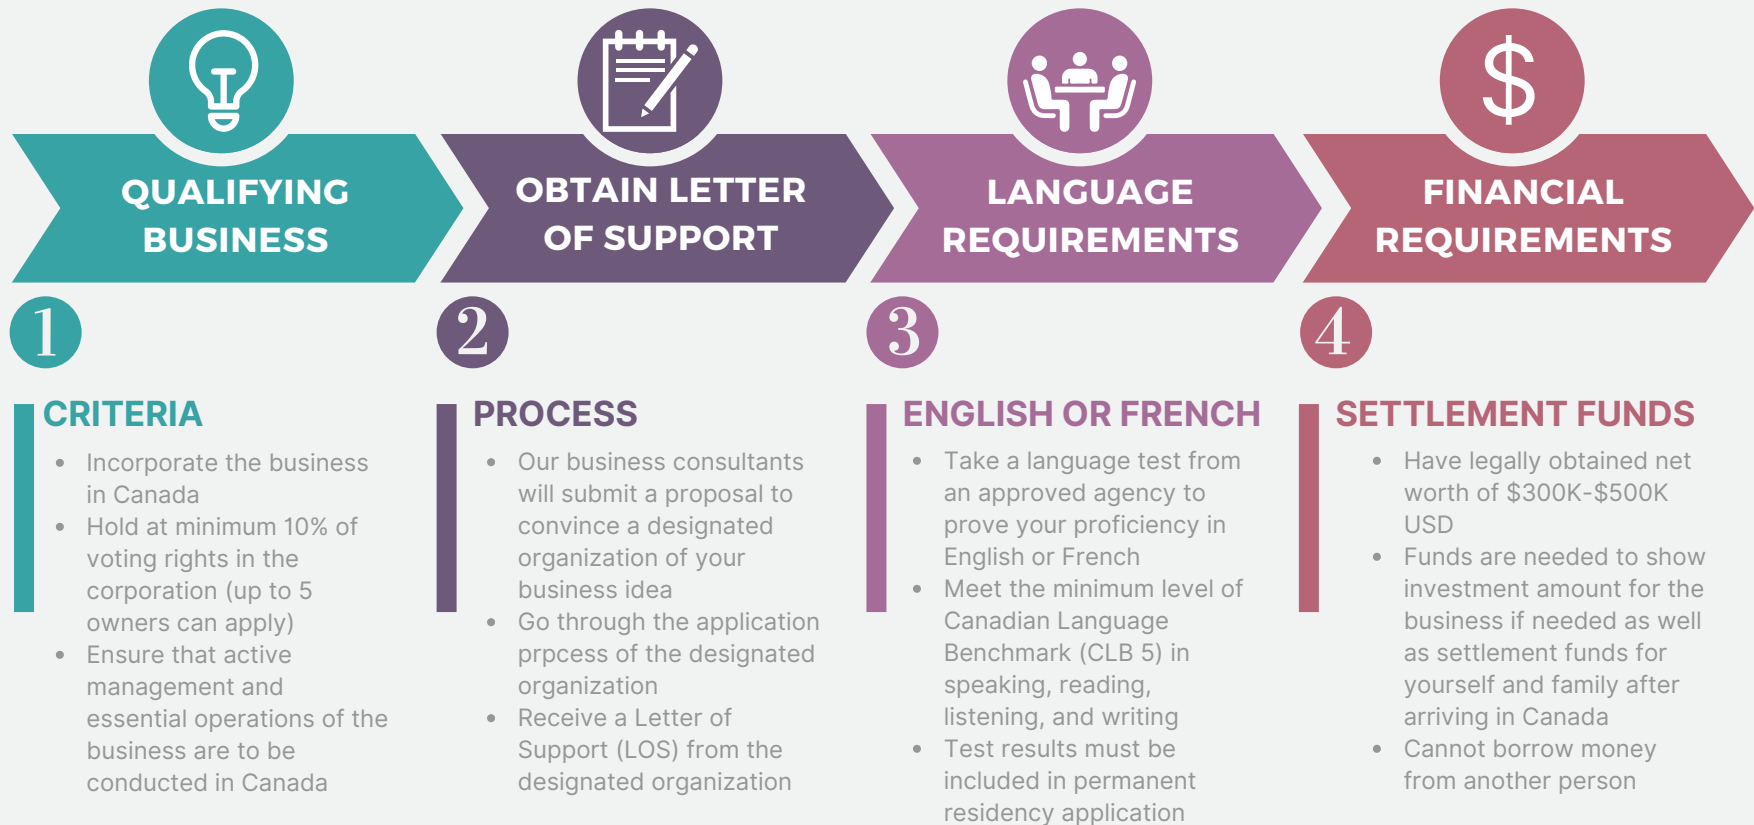 QUALIFYING
BUSINESS
1
CRITERIA
• Incorporate the business
in Canada
• Hold at minimum 10% of
voting rights in the
corporation (up to 5
owners can apply)
• Ensure that active
management and
essential operations of the
business are to be
conducted in Canada
OBTAIN LETTER
OF SUPPORT
2
PROCESS
• Our business consultants
will submit a proposal to
convince a designated
organization of your
business idea
• Go through the application
prpcess of the designated
organization
• Receive a Letter of
Support (LOS) from the
designated organization
LANGUAGE
REQUIREMENTS
3
ENGLISH OR FRENCH
• Take a language test from
an approved agency to
prove your proficiency in
English or French
• Meet the minimum level of
Canadian Language
Benchmark (CLB 5) in
speaking, reading,
listening, and writing
• Test results must be
included in permanent
residency application
$
FINANCIAL
REQUIREMENTS
4
SETTLEMENT FUNDS
• Have legally obtained net
worth of $300K-$500K
USD
• Funds are needed to show
investment amount for the
business if needed as well
as settlement funds for
yourself and family after
arriving in Canada
• Cannot borrow money
from another person